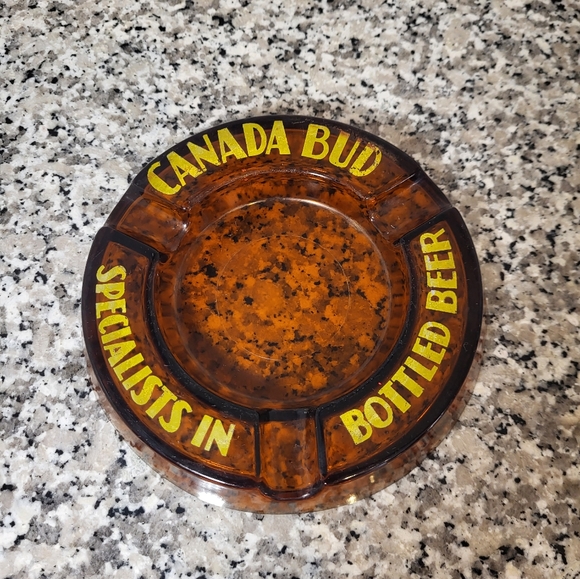 CANADA BUD
SPECIALISTS IN
BOTTLED BEER